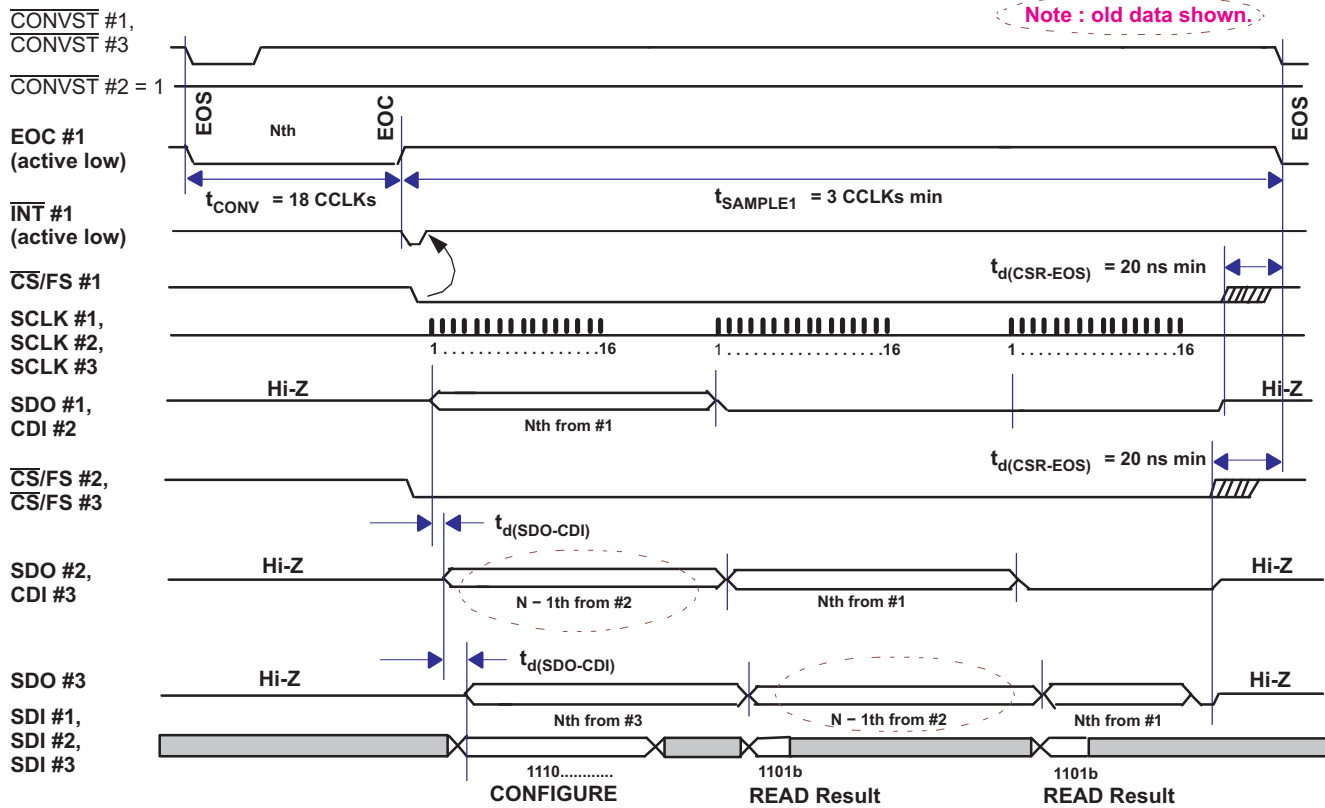 CONVST #1,
CONVST #3
Note : old data shown.
CONVST #2 = 1
EOS
Nth
EOC
EOS
EOC #1
(active low)
tCONV = 18 CCLKs
tSAMPLE1 = 3 CCLKs min
INT #1
(active low)
td(CSR-EOS) = 20 ns min
CS/FS #1
SCLK #1,
SCLK #2,
SCLK #3
1 . . . . . . . . . . . . . . . . . .16
1 . . . . . . . . . . . . . . . . . .16
1 . . . . . . . . . . . . . . . . . .16
Hi-Z
Hi-Z
SDO #1,
CDI #2
Nth from #1
td(CSR-EOS) = 20 ns min
CS/FS #2,
CS/FS #3
td(SDO-CDI)
SDO #2,
CDI #3
Hi-Z
Hi-Z
N − 1th from #2
Nth from #1
td(SDO-CDI)
SDO #3
Hi-Z
Hi-Z
Nth from #3
N − 1th from #2
Nth from #1
SDI #1,
SDI #2,
SDI #3
1110............
1101b
1101b
CONFIGURE
READ Result
READ Result